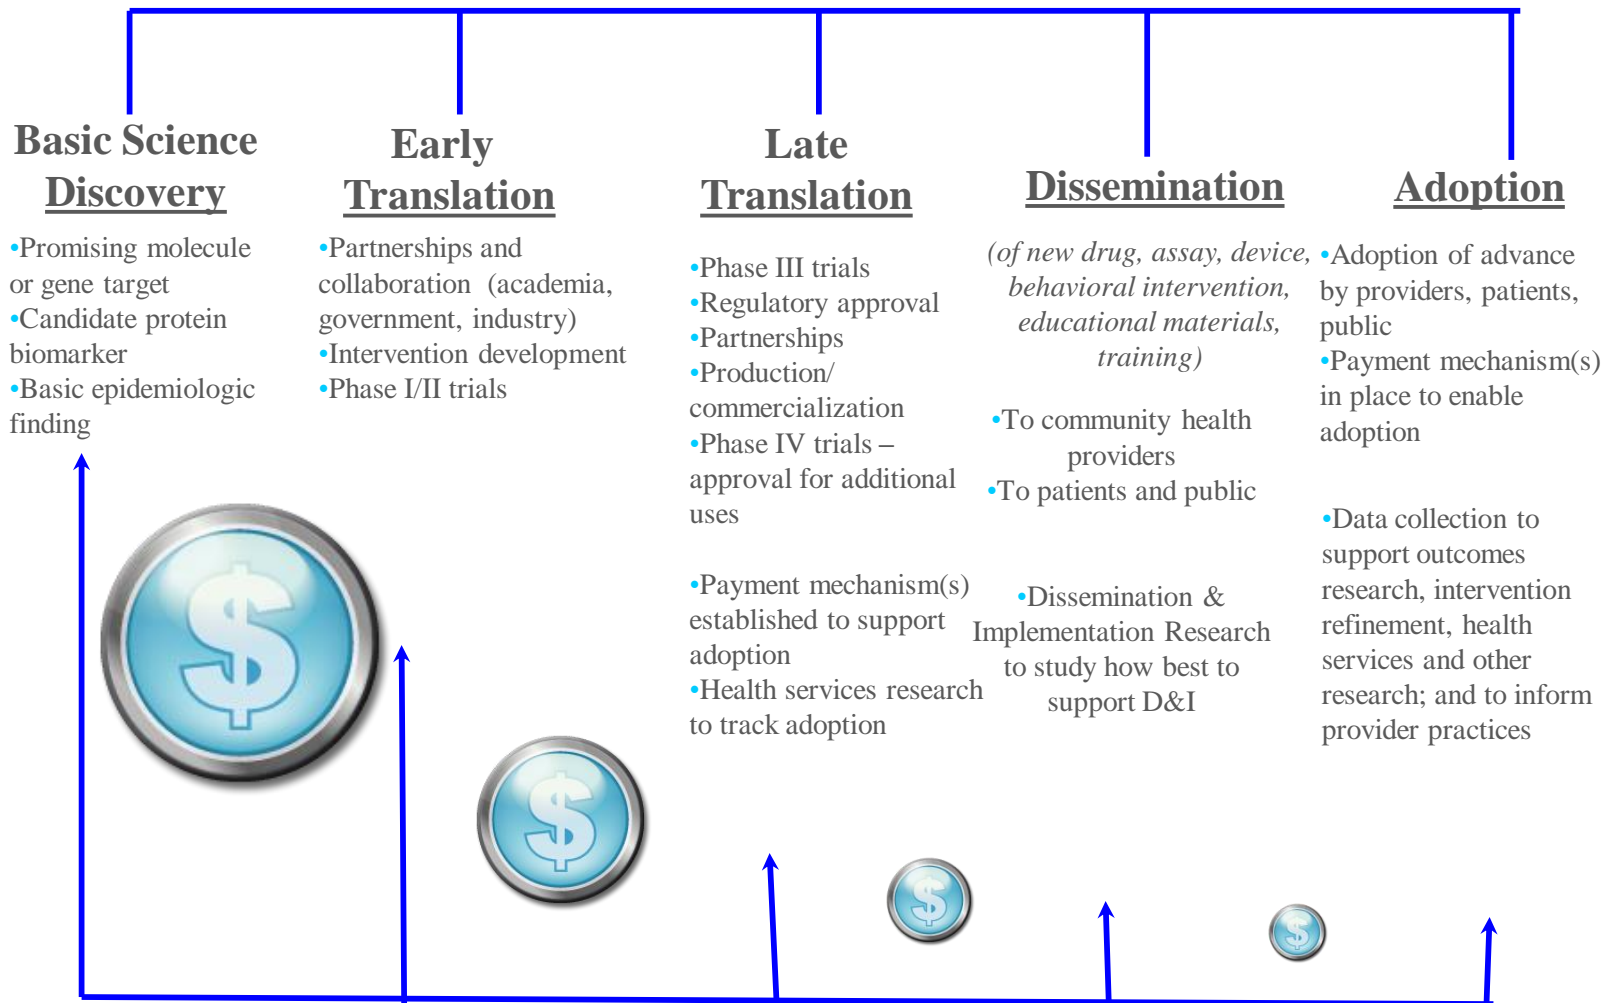 Basic Science
Discovery
•Promising molecule
or gene target
•Candidate protein
biomarker
•Basic epidemiologic
finding
Early
Translation
•Partnerships and
collaboration (academia,
government, industry)
•Intervention development
•Phase I/II trials
Late
Translation
•Phase III trials
•Regulatory approval
•Partnerships
•Production/
commercialization
•Phase IV trials –
approval for additional
uses
•Payment mechanism(s)
established to support
adoption
•Health services research
to track adoption
Dissemination
(of new drug, assay, device,
behavioral intervention,
educational materials,
training)
•To community health
providers
•To patients and public
•Dissemination &
Implementation Research
to study how best to
support D&I
Adoption
•Adoption of advance
by providers, patients,
public
•Payment mechanism(s)
in place to enable
adoption
•Data collection to
support outcomes
research, intervention
refinement, health
services and other
research; and to inform
provider practices
$
$
$
$